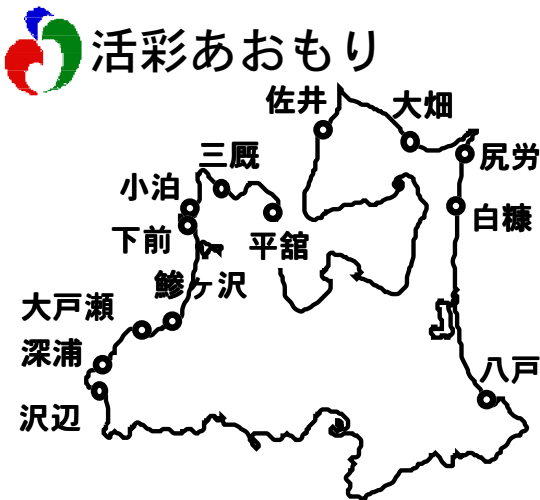 活彩あおもり
佐井
大畑
三厩
尻労
小泊
白糠
下前
平舘
鰺ヶ沢
大戸瀬
深浦
八戸
沢辺